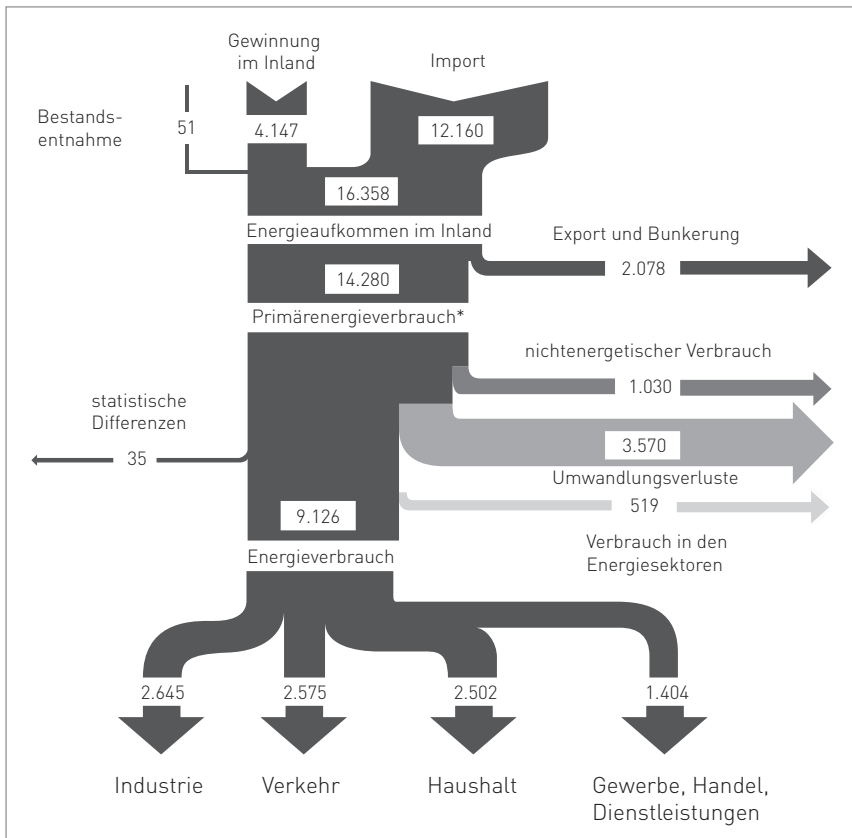 Gewinnung
im Inland
Import
Bestands-
entnahme
51
4.147
12.160
16.358
Energieaufkommen im Inland
Export und Bunkerung
2.078
14.280
Primärenergieverbrauch*
nichtenergetischer Verbrauch
1.030
statistische
Differenzen
35
3.570
Umwandlungsverluste
519
9.126
Energieverbrauch
Verbrauch in den
Energiesektoren
2.645
2.575
2.502
1.404
Industrie
Verkehr
Haushalt
Gewerbe, Handel,
Dienstleistungen